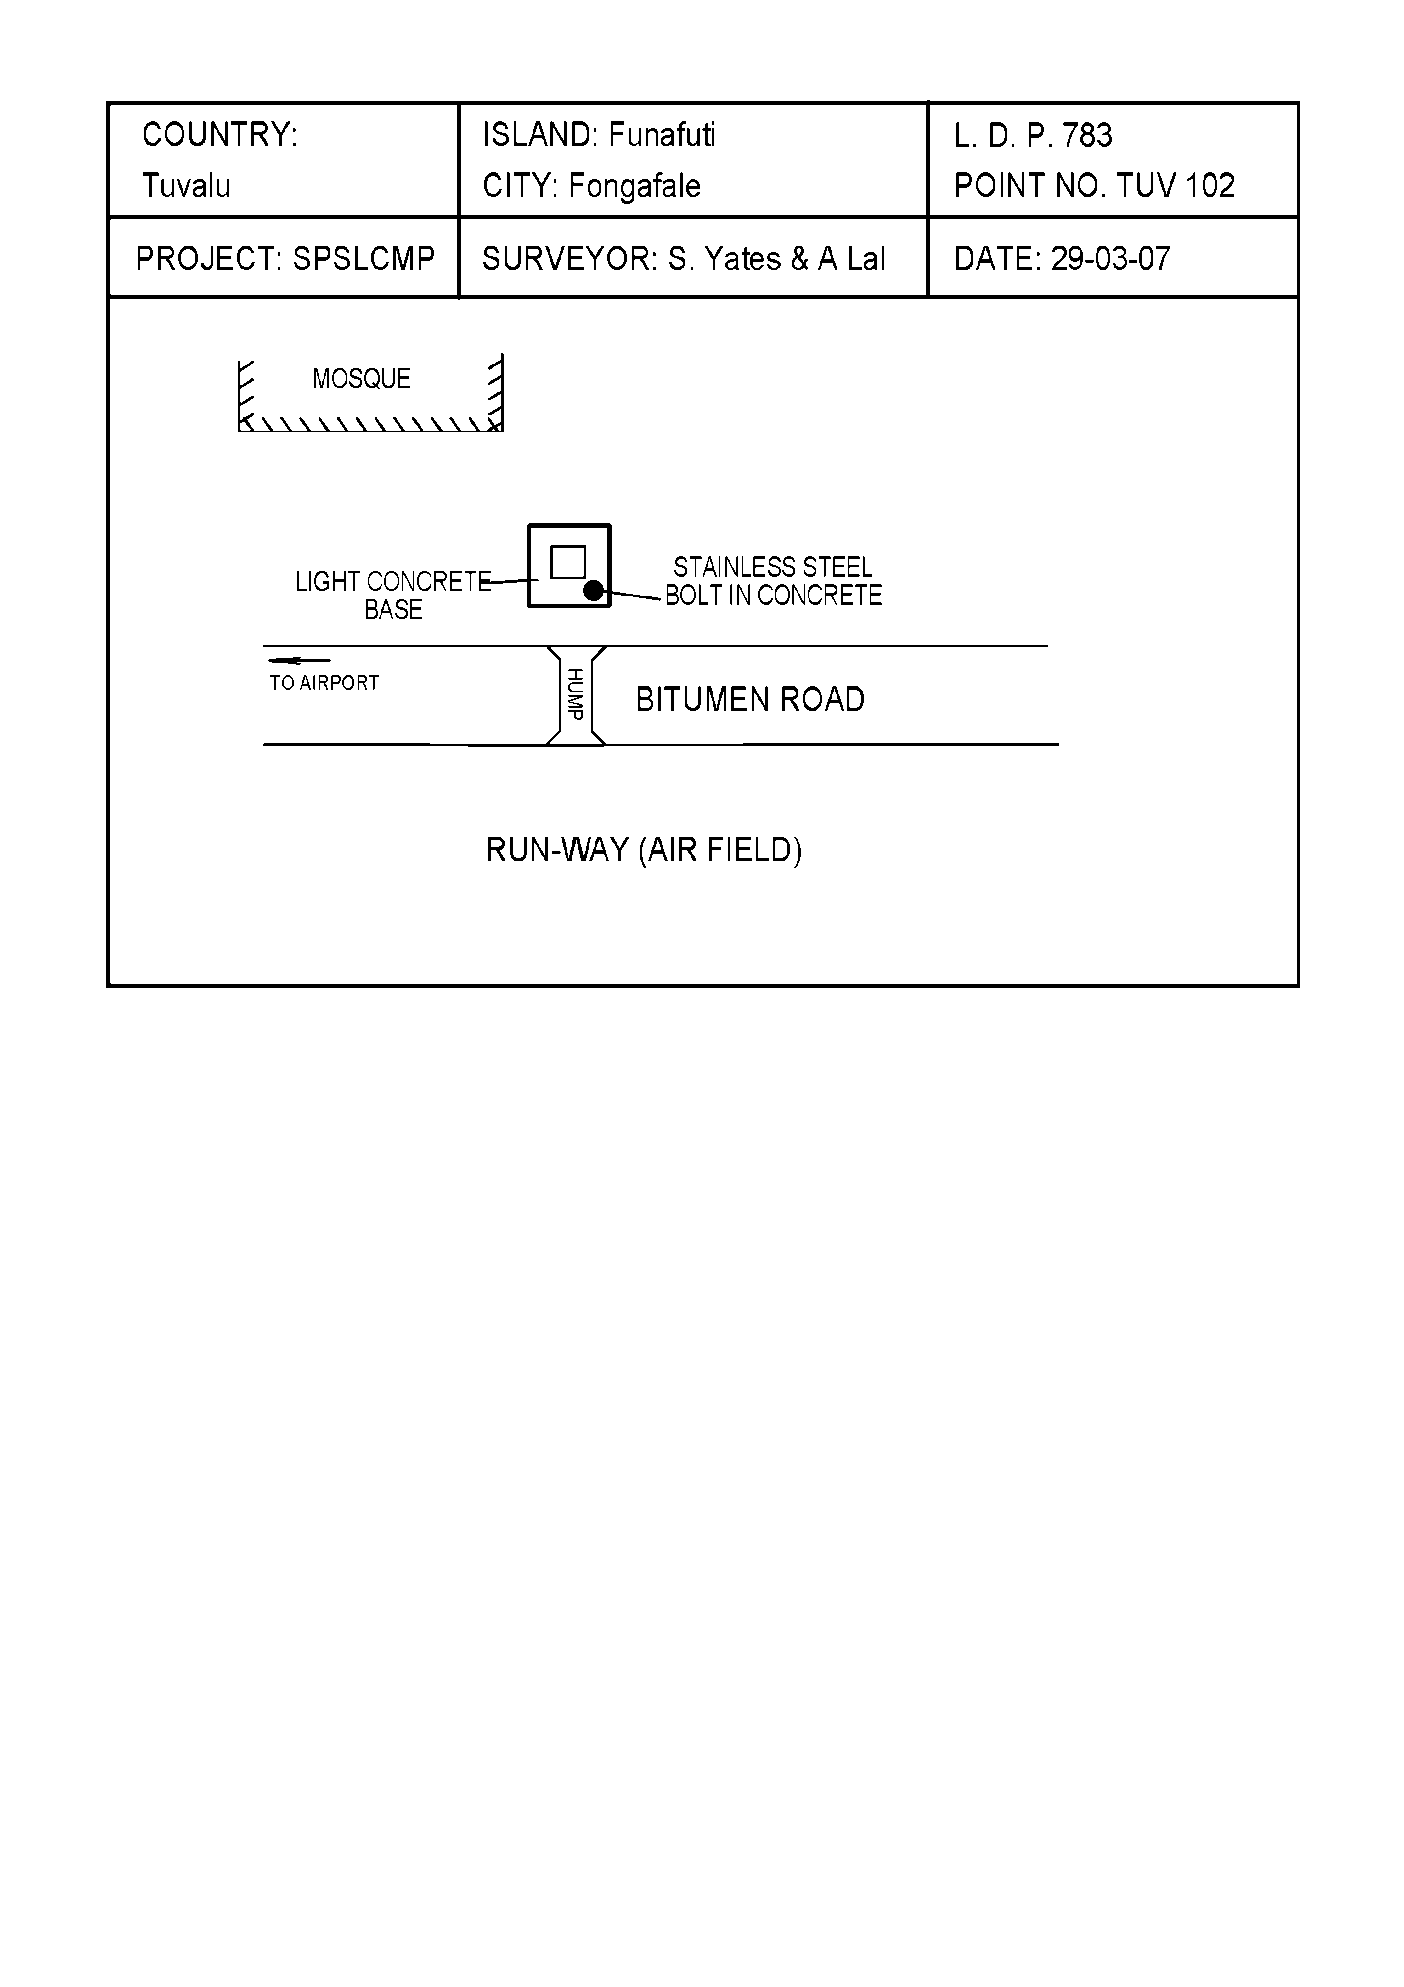 COUNTRY:
Tuvalu
ISLAND: Funafuti
CITY: Fongafale
L. D. P. 783
POINT NO. TUV 102
PROJECT: SPSLCMP
SURVEYOR: S. Yates & A Lal
DATE: 29-03-07
MOSQUE
LIGHT CONCRETE
BASE
STAINLESS STEEL
BOLT IN CONCRETE
TO AIRPORT
HUMP
BITUMEN ROAD
RUN-WAY (AIR FIELD)